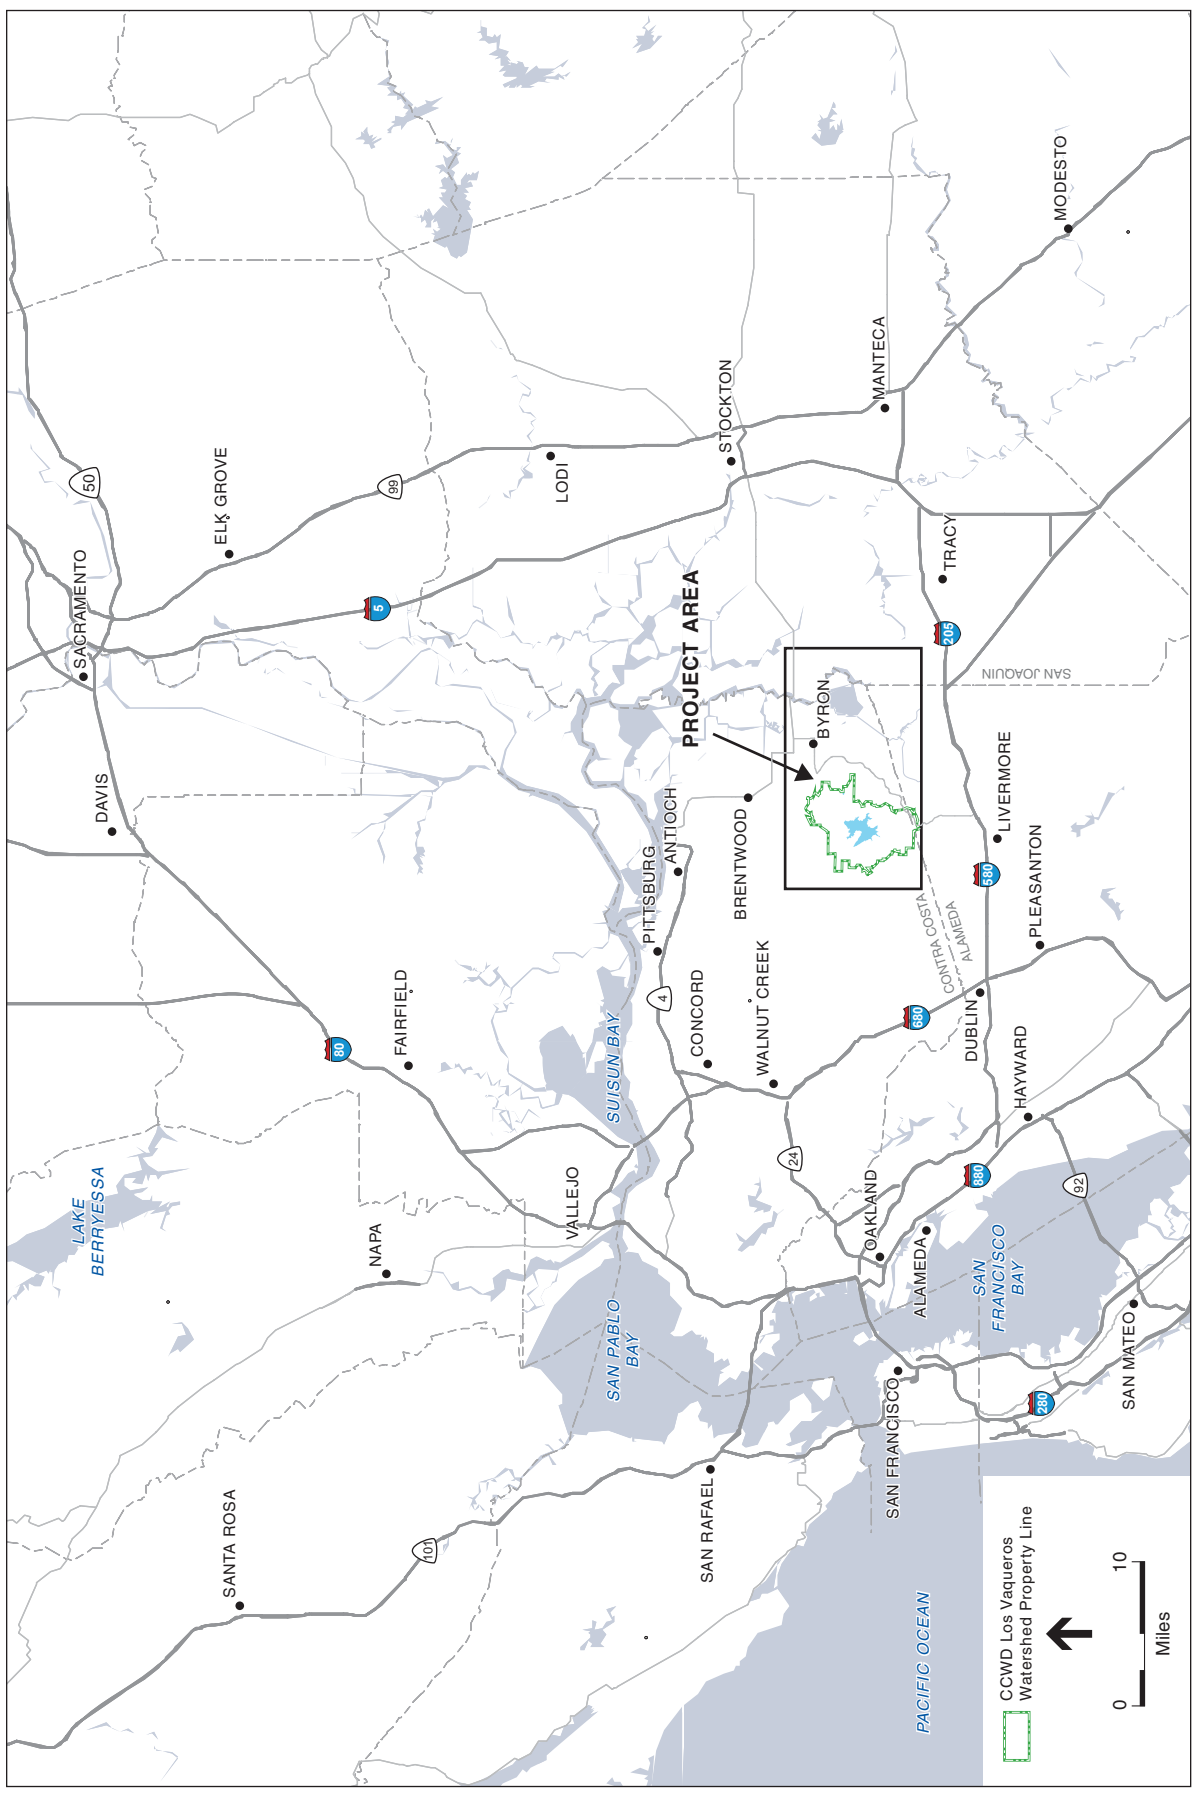 LAKE
BERRYESSA
SACRAMENTO
50
DAVIS
ELK GROVE
99
5
SANTA ROSA
NAPA
80
FAIRFIELD
101
LODI
VALLEJO
SUISUN BAY
SAN PABLO
BAY
PITTSBURG
ANTIOCH
4
CONCORD
PROJECT AREA
STOCKTON
SAN RAFAEL
WALNUT CREEK
BRENTWOOD
24
BYRON
MANTECA
OAKLAND
SAN FRANCISCO
ALAMEDA
680
CONTRA COSTA
ALAMEDA
205
TRACY
SAN JOAQUIN
DUBLIN
580
LIVERMORE
880
HAYWARD
PLEASANTON
MODESTO
SAN
FRANCISCO
BAY
92
280
SAN MATEO
PACIFIC OCEAN
CCWD Los Vaqueros
Watershed Property Line
0
10
Miles